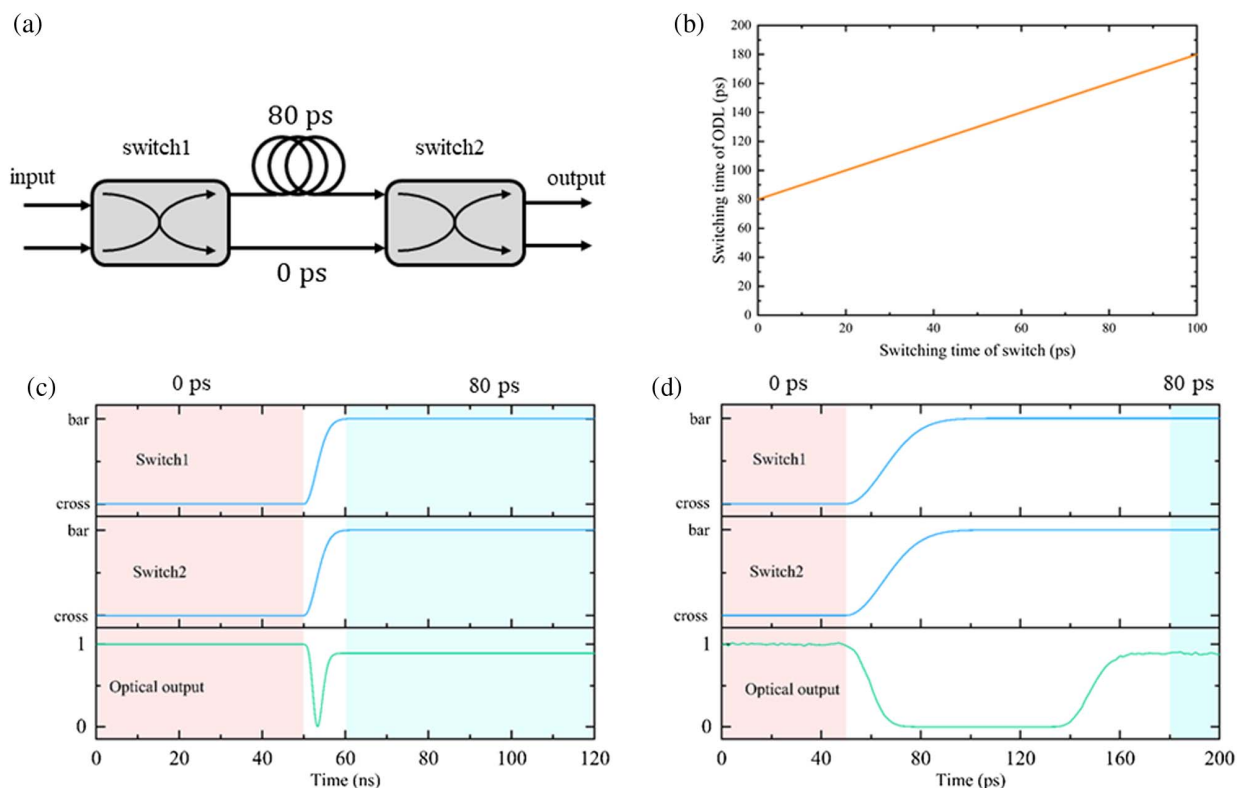 (a)
80 ps
switch1
switch2
input
output
0 ps
(b)
200
180
160
140
120
100
80
60
40
20
0
Switching time of ODL (ps)
0 20 40 60 80 100
Switching time of switch (ps)
(c)
0 ps 80 ps
bar
Switch1
cross
bar
Switch2
cross
1
Optical output
0
0 20 40 60 80 100 120
Time (ns)
(d)
0 ps 80 ps
bar
Switch1
cross
bar
Switch2
cross
1
Optical output
0
0 40 80 120 160 200
Time (ps)